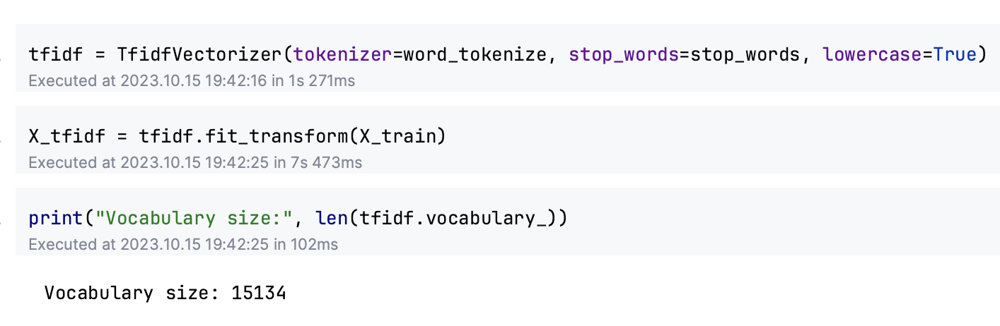 tfidf = TfidfVectorizer(tokenizer=word_tokenize, stop_words=stop_words, lowercase=True)
Executed at 2023.10.15 19:42:16 in 1s 271ms
X_tfidf = tfidf.fit_transform(X_train)
Executed at 2023.10.15 19:42:25 in 7s 473ms
print("Vocabulary size:", len(tfidf.vocabulary_))
Executed at 2023.10.15 19:42:25 in 102ms
Vocabulary size: 15134